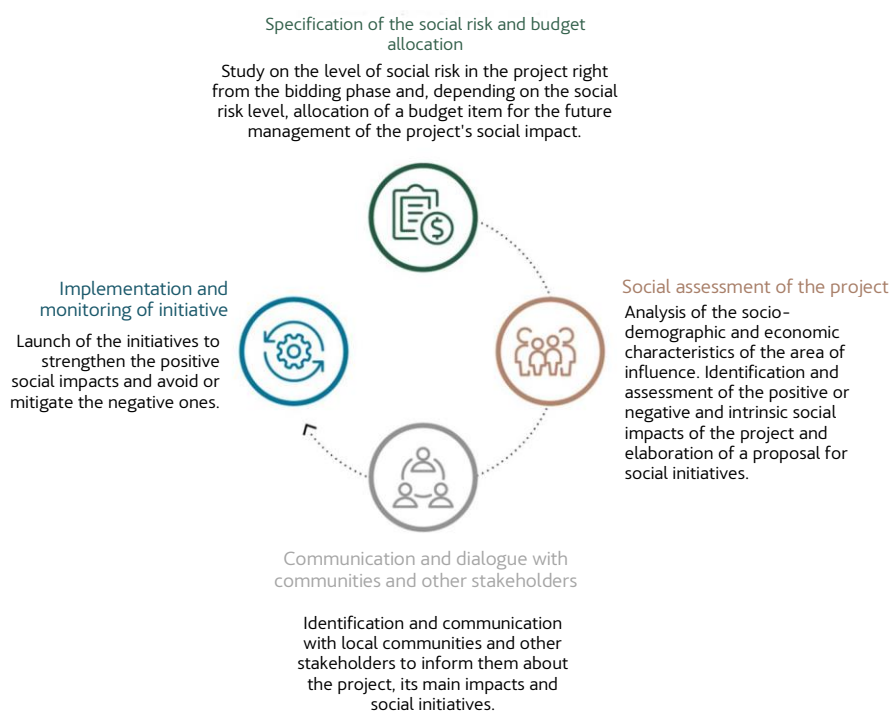 Specification of the social risk and budget
allocation
Study on the level of social risk in the project right
from the bidding phase and, depending on the social
risk level, allocation of a budget item for the future
management of the project's social impact.
$
Social assessment of the project
Analysis of the socio-
demographic and economic
characteristics of the area of
influence. Identification and
assessment of the positive or
negative and intrinsic social
impacts of the project and
elaboration of a proposal for
social initiatives.
Communication and dialogue with
communities and other stakeholders
Identification and communication
with local communities and other
stakeholders to inform them about
the project, its main impacts and
social initiatives.
Implementation and
monitoring of initiative
Launch of the initiatives to
strengthen the positive
social impacts and avoid or
mitigate the negative ones.